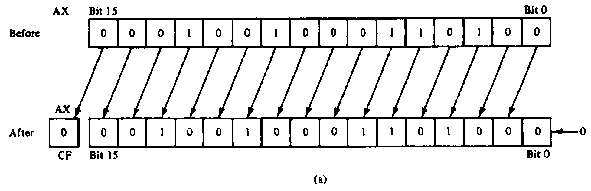 AX Bit 15 Bit 0
Before 0 0 0 1 0 0 1 0 0 0 1 1 0 1 0 0
AX
After 0 0 0 1 0 0 1 0 0 0 1 1 0 1 0 0 0 0
CF Bit 15 Bit 0
(a)